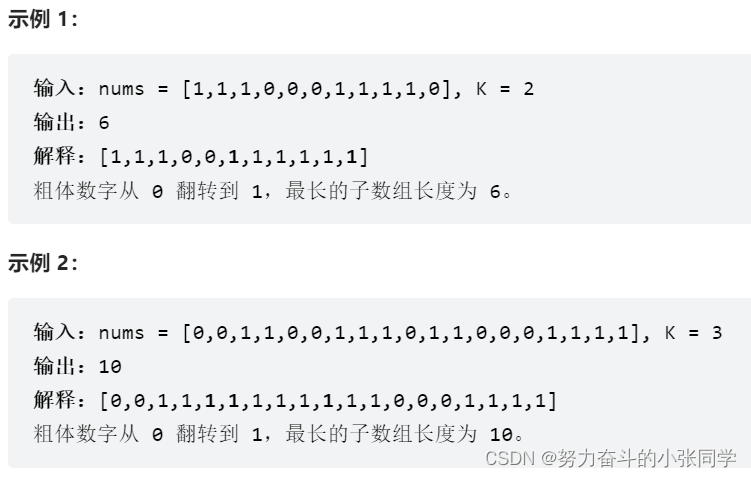 示例 1：
输入：nums = [1,1,1,0,0,0,1,1,1,1,0], K = 2
输出：6
解释：[1,1,1,0,0,1,1,1,1,1,1]
粗体数字从 0 翻转到 1，最长的子数组长度为 6。
示例 2：
输入：nums = [0,0,1,1,0,0,1,1,1,0,1,1,0,0,0,1,1,1,1], K = 3
输出：10
解释：[0,0,1,1,1,1,1,1,1,1,1,1,0,0,0,1,1,1,1]
粗体数字从 0 翻转到 1，最长的子数组长度为 10。
CSDN @努力奋斗的小张同学